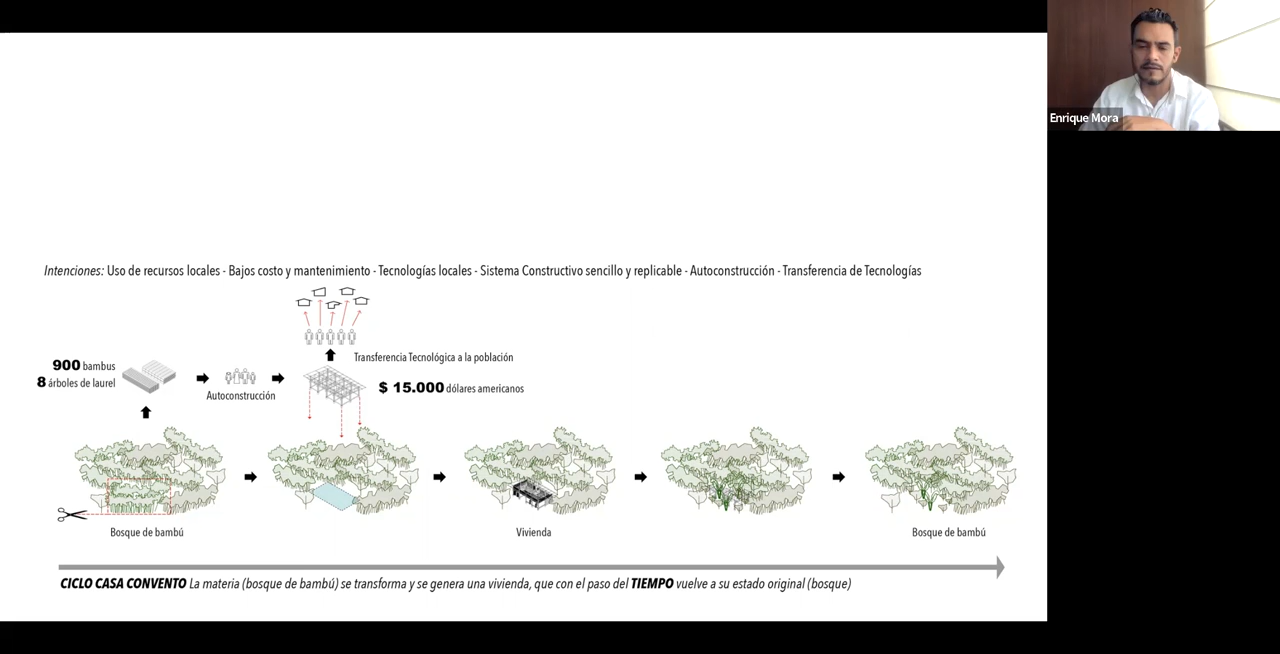 Enrique Mora
Intenciones: Uso de recursos locales - Bajos costo y mantenimiento - Tecnologías locales - Sistema Constructivo sencillo y replicable - Autoconstrucción - Transferencia de Tecnologías
Transferencia Tecnológica a la población
900 bambus
8 árboles de laurel
Autoconstrucción
$ 15.000 dólares americanos
Bosque de bambú
Vivienda
Bosque de bambú
CICLO CASA CONVENTO La materia (bosque de bambú) se transforma y se genera una vivienda, que con el paso del TIEMPO vuelve a su estado original (bosque)